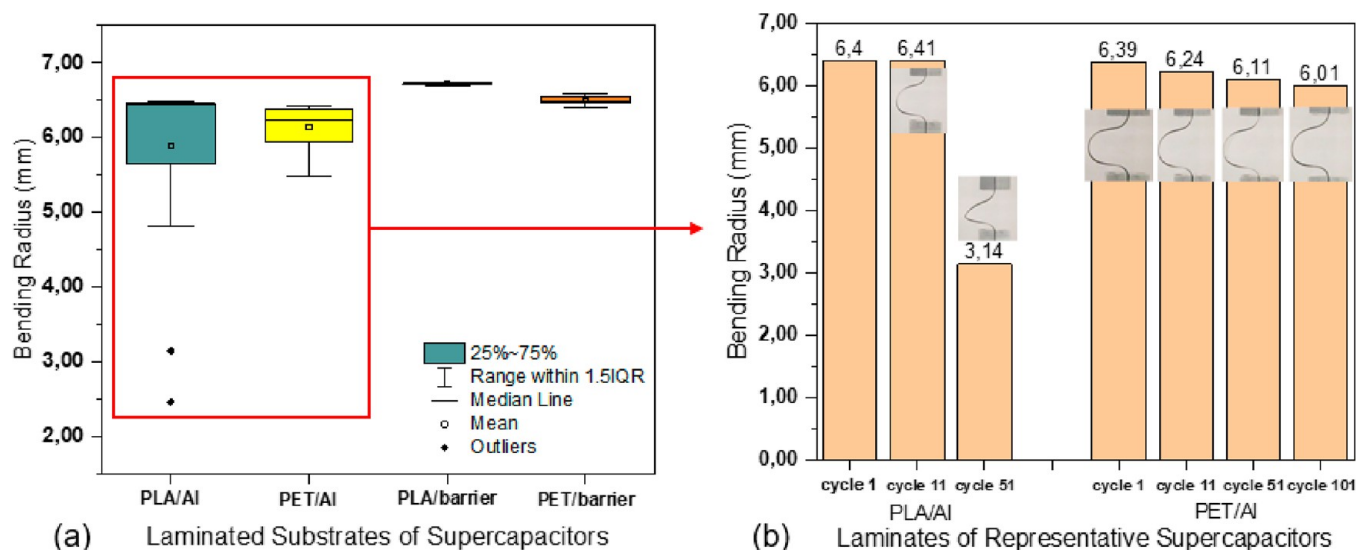 7,00
6,00
5,00
4,00
3,00
2,00
Bending Radius (mm)
25%~75%
Range within 1.5IQR
Median Line
Mean
Outliers
PLA/Al
PET/Al
PLA/barrier
PET/barrier
(a)
Laminated Substrates of Supercapacitors
7,00
6,00
5,00
4,00
3,00
2,00
1,00
0,00
Bending Radius (mm)
6,4
6,41
3,14
6,39
6,24
6,11
6,01
cycle 1
cycle 11
cycle 51
cycle 1
cycle 11
cycle 51
cycle 101
PLA/Al
PET/Al
(b)
Laminates of Representative Supercapacitors